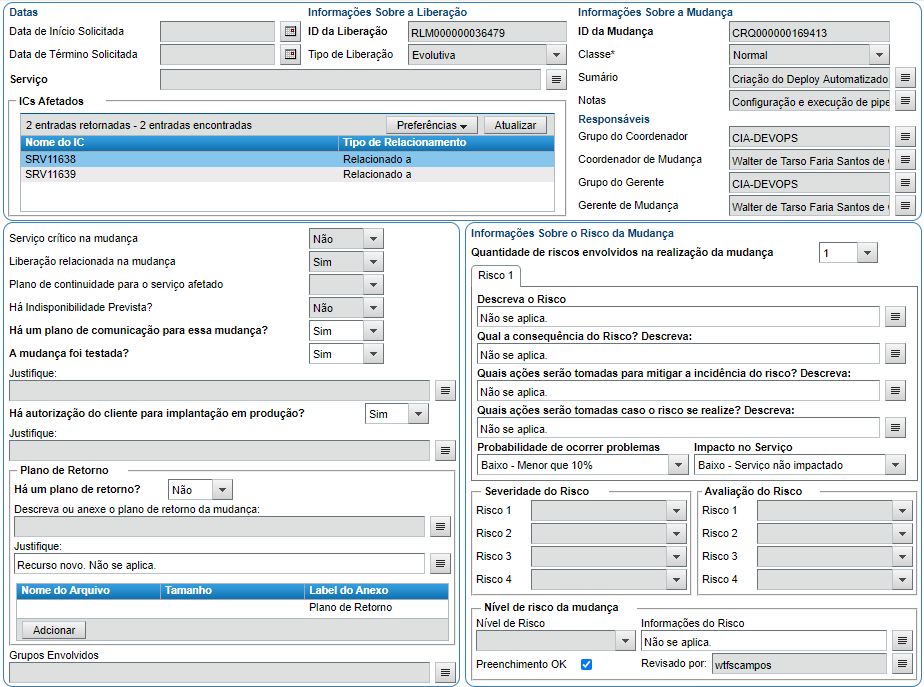 Datas
Data de Início Solicitada
Data de Término Solicitada
Informações Sobre a Liberação
ID da Liberação RLM000000036479
Tipo de Liberação Evolutiva
Serviço
ICs Afetados
2 entradas retornadas - 2 entradas encontradas Preferências Atualizar
Nome do IC Tipo de Relacionamento
SRV11638 Relacionado a
SRV11639 Relacionado a
Informações Sobre a Mudança
ID da Mudança CRQ000000169413
Classe* Normal
Sumário Criação do Deploy Automatizado
Notas Configuração e execução de pipe
Responsáveis
Grupo do Coordenador CIA-DEVOPS
Coordenador de Mudança Walter de Tarso Faria Santos de
Grupo do Gerente CIA-DEVOPS
Gerente de Mudança Walter de Tarso Faria Santos de
Serviço crítico na mudança Não
Liberação relacionada na mudança Sim
Plano de continuidade para o serviço afetado
Há Indisponibilidade Prevista? Não
Há um plano de comunicação para essa mudança? Sim
A mudança foi testada? Sim
Justifique:
Há autorização do cliente para implantação em produção? Sim
Justifique:
Plano de Retorno
Há um plano de retorno? Não
Descreva ou anexe o plano de retorno da mudança:
Justifique:
Recurso novo. Não se aplica.
Nome do Arquivo Tamanho Label do Anexo
Plano de Retorno
Adcionar
Grupos Envolvidos
Informações Sobre o Risco da Mudança
Quantidade de riscos envolvidos na realização da mudança 1
Risco 1
Descreva o Risco
Não se aplica.
Qual a consequência do Risco? Descreva:
Não se aplica.
Quais ações serão tomadas para mitigar a incidência do risco? Descreva:
Não se aplica.
Quais ações serão tomadas caso o risco se realize? Descreva:
Não se aplica.
Probabilidade de ocorrer problemas Impacto no Serviço
Baixo - Menor que 10% Baixo - Serviço não impactado
Severidade do Risco Avaliação do Risco
Risco 1 Risco 1
Risco 2 Risco 2
Risco 3 Risco 3
Risco 4 Risco 4
Nível de risco da mudança
Nível de Risco Informações do Risco
Não se aplica.
Preenchimento OK Revisado por: wtfscampos